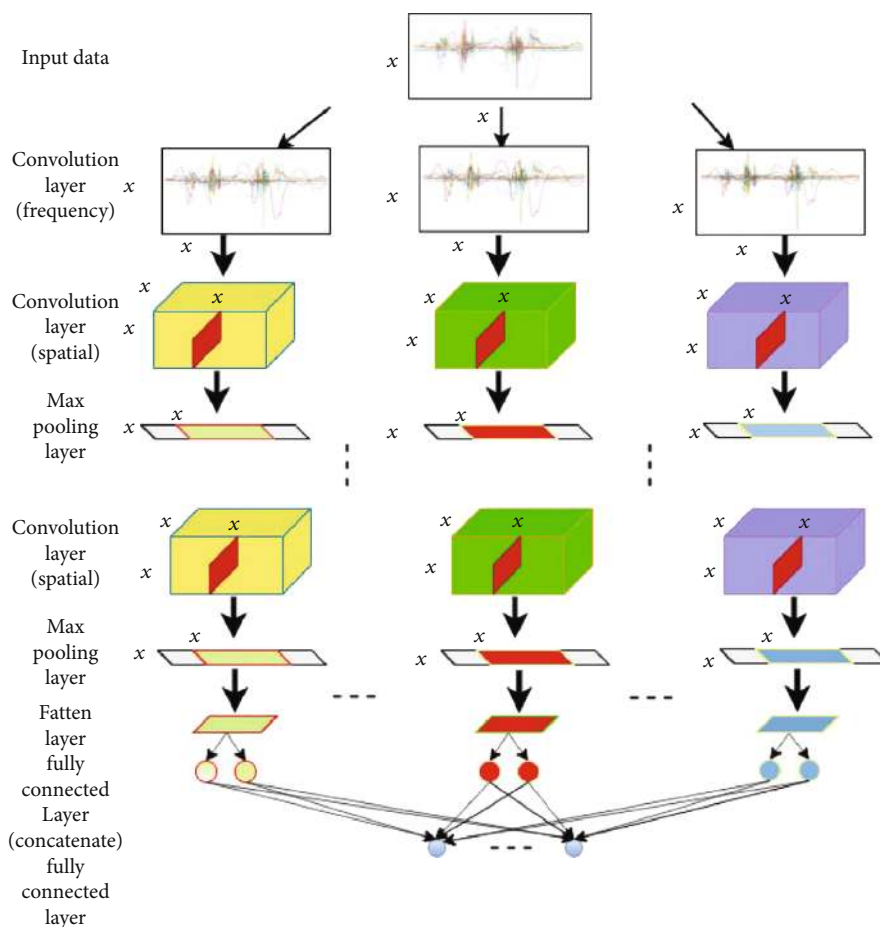 Input data
x
x
Convolution
layer
(frequency)
x
x
x
x
x
x
Convolution
layer
(spatial)
x
x
x
x
x
x
x
x
x
Max
pooling
layer
x
x
x
x
x
x
Convolution
layer
(spatial)
x
x
x
x
x
x
x
x
x
Max
pooling
layer
x
x
x
x
x
x
Fatten
layer
fully
connected
Layer
(concatenate)
fully
connected
layer